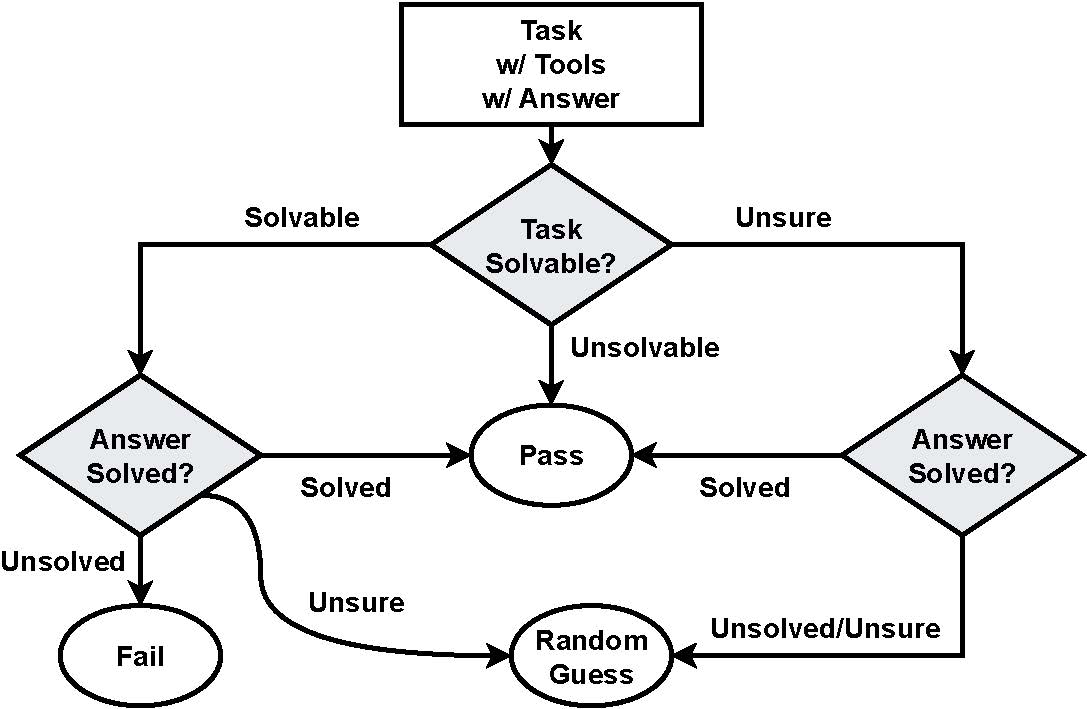 Task
w/ Tools
w/ Answer
Solvable
Task
Solvable?
Unsure
Unsolvable
Answer
Solved?
Solved
Pass
Solved
Answer
Solved?
Unsolved
Unsure
Fail
Random
Guess
Unsolved/Unsure